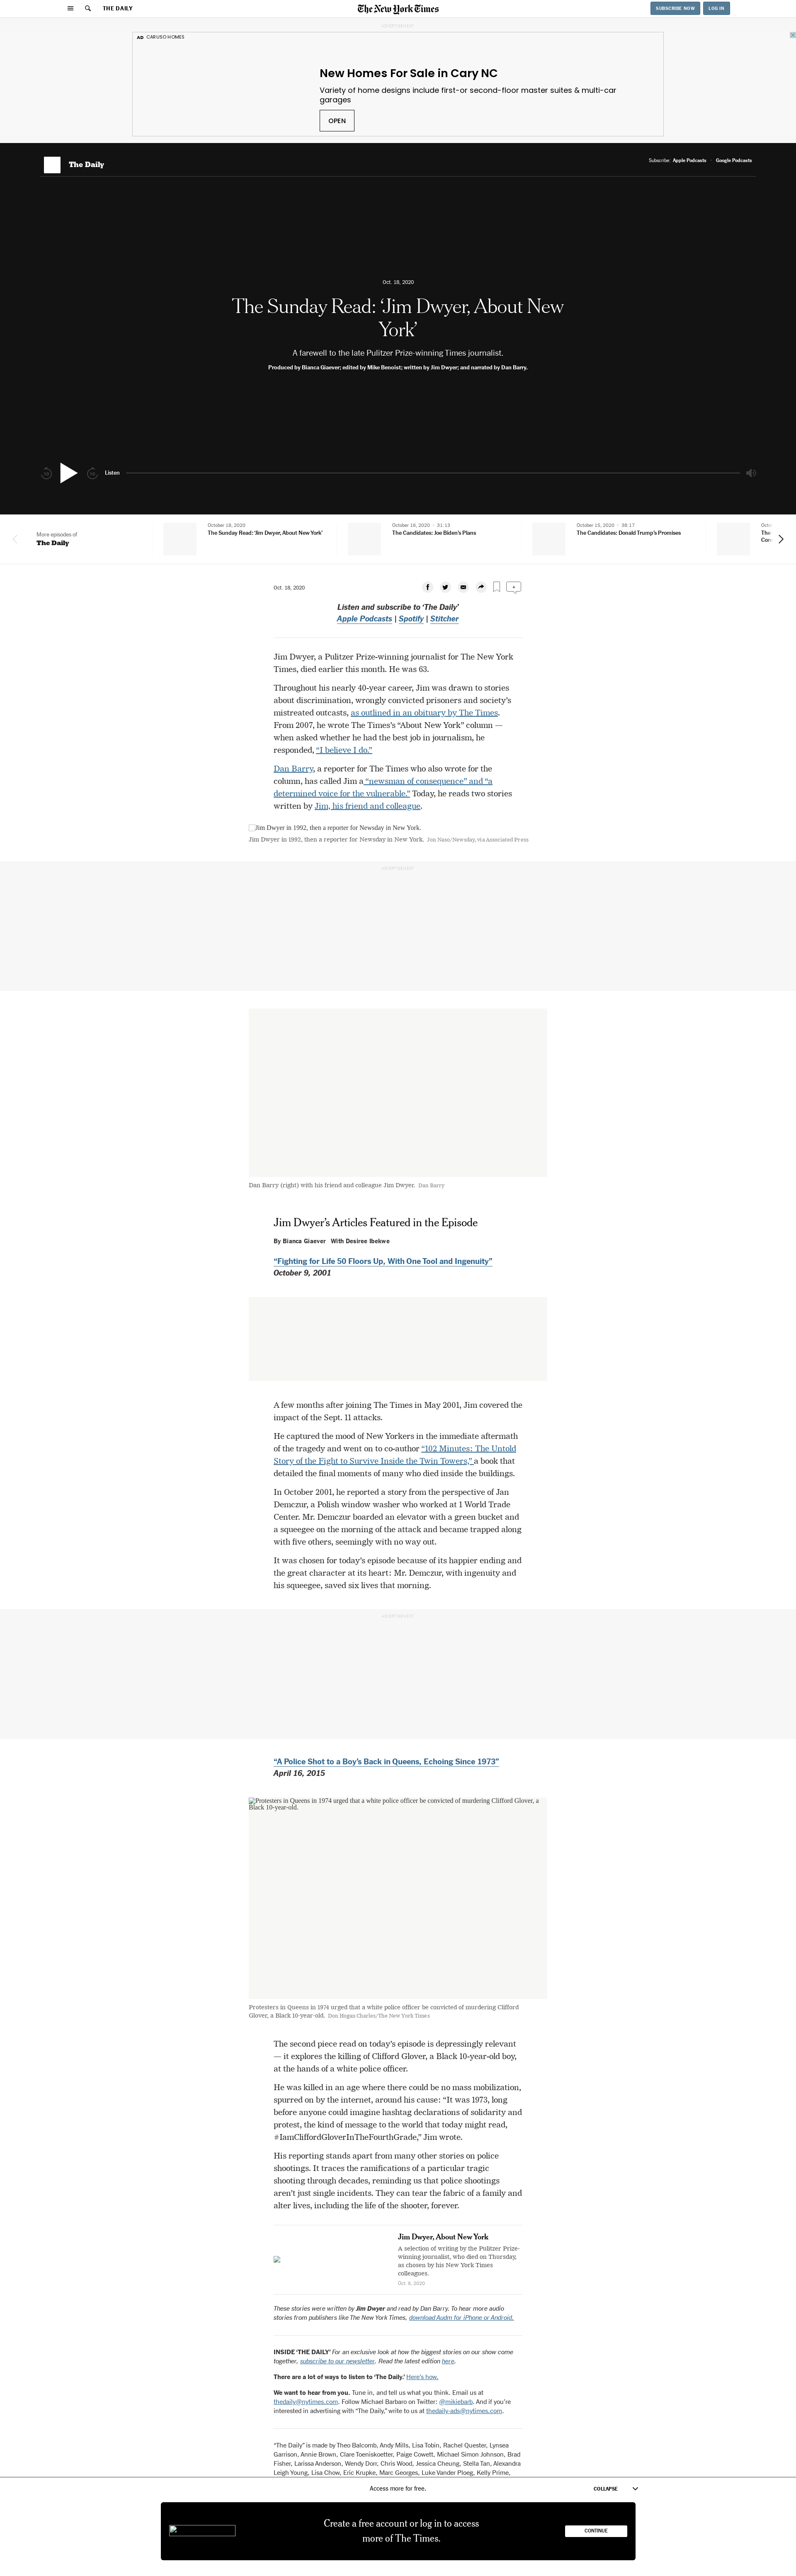 THE DAILY
The New York Times
SUBSCRIBE NOW
LOG IN
ADVERTISEMENT
AD CARUSO HOMES
New Homes For Sale in Cary NC
Variety of home designs include first-or second-floor master suites & multi-car
garages
OPEN
The Daily
Subscribe: Apple Podcasts · Google Podcasts
Oct. 18, 2020
The Sunday Read: ‘Jim Dwyer, About New
York’
A farewell to the late Pulitzer Prize-winning Times journalist.
Produced by Bianca Giaever; edited by Mike Benoist; written by Jim Dwyer; and narrated by Dan Barry.
Listen
More episodes of
The Daily
October 18, 2020
The Sunday Read: ‘Jim Dwyer, About New York’
October 16, 2020 · 31:15
The Candidates: Joe Biden’s Plans
October 15, 2020 · 38:17
The Candidates: Donald Trump’s Promises
Oct. 18, 2020
Listen and subscribe to ‘The Daily’
Apple Podcasts | Spotify | Stitcher
Jim Dwyer, a Pulitzer Prize-winning journalist for The New York
Times, died earlier this month. He was 63.
Throughout his nearly 40-year career, Jim was drawn to stories
about discrimination, wrongly convicted prisoners and society’s
mistreated outcasts, as outlined in an obituary by The Times.
From 2007, he wrote The Times’s “About New York” column —
when asked whether he had the best job in journalism, he
responded, “I believe I do.”
Dan Barry, a reporter for The Times who also wrote for the
column, has called Jim a “newsman of consequence” and “a
determined voice for the vulnerable.” Today, he reads two stories
written by Jim, his friend and colleague.
Jim Dwyer in 1992, then a reporter for Newsday in New York.
Jim Dwyer in 1992, then a reporter for Newsday in New York. Jon Naso/Newsday, via Associated Press
ADVERTISEMENT
Dan Barry (right) with his friend and colleague Jim Dwyer. Dan Barry
Jim Dwyer’s Articles Featured in the Episode
By Bianca Giaever With Desiree Ibekwe
“Fighting for Life 50 Floors Up, With One Tool and Ingenuity”
October 9, 2001
A few months after joining The Times in May 2001, Jim covered the
impact of the Sept. 11 attacks.
He captured the mood of New Yorkers in the immediate aftermath
of the tragedy and went on to co-author “102 Minutes: The Untold
Story of the Fight to Survive Inside the Twin Towers,” a book that
detailed the final moments of many who died inside the buildings.
In October 2001, he reported a story from the perspective of Jan
Demczur, a Polish window washer who worked at 1 World Trade
Center. Mr. Demczur boarded an elevator with a green bucket and
a squeegee on the morning of the attack and became trapped along
with five others, seemingly with no way out.
It was chosen for today’s episode because of its happier ending and
the great character at its heart: Mr. Demczur, with ingenuity and
his squeegee, saved six lives that morning.
ADVERTISEMENT
“A Police Shot to a Boy’s Back in Queens, Echoing Since 1973”
April 16, 2015
Protesters in Queens in 1974 urged that a white police officer be convicted of murdering Clifford Glover, a
Black 10-year-old.
Protesters in Queens in 1974 urged that a white police officer be convicted of murdering Clifford
Glover, a Black 10-year-old. Don Hogan Charles/The New York Times
The second piece read on today’s episode is depressingly relevant
— it explores the killing of Clifford Glover, a Black 10-year-old boy,
at the hands of a white police officer.
He was killed in an age where there could be no mass mobilization,
spurred on by the internet, around his cause: “It was 1973, long
before anyone could imagine hashtag declarations of solidarity and
protest, the kind of message to the world that today might read,
#IamCliffordGloverInTheFourthGrade,” Jim wrote.
His reporting stands apart from many other stories on police
shootings. It traces the ramifications of a particular tragic
shooting through decades, reminding us that police shootings
aren’t just single incidents. They can tear the fabric of a family and
alter lives, including the life of the shooter, forever.
Jim Dwyer, About New York
A selection of writing by the Pulitzer Prize-
winning journalist, who died on Thursday,
as chosen by his New York Times
colleagues.
Oct. 8, 2020
These stories were written by Jim Dwyer and read by Dan Barry. To hear more audio
stories from publishers like The New York Times, download Audm for iPhone or Android.
INSIDE ‘THE DAILY’ For an exclusive look at how the biggest stories on our show come
together, subscribe to our newsletter. Read the latest edition here.
There are a lot of ways to listen to ‘The Daily.’ Here’s how.
We want to hear from you. Tune in, and tell us what you think. Email us at
thedaily@nytimes.com. Follow Michael Barbaro on Twitter: @mikiebarb. And if you’re
interested in advertising with “The Daily,” write to us at thedaily-ads@nytimes.com.
“The Daily” is made by Theo Balcomb, Andy Mills, Lisa Tobin, Rachel Quester, Lynsea
Garrison, Annie Brown, Clare Toeniskoetter, Paige Cowett, Michael Simon Johnson, Brad
Fisher, Larissa Anderson, Wendy Dorr, Chris Wood, Jessica Cheung, Stella Tan, Alexandra
Leigh Young, Lisa Chow, Eric Krupke, Marc Georges, Luke Vander Ploeg, Kelly Prime,
Access more for free.
COLLAPSE
Create a free account or log in to access
more of The Times.
CONTINUE